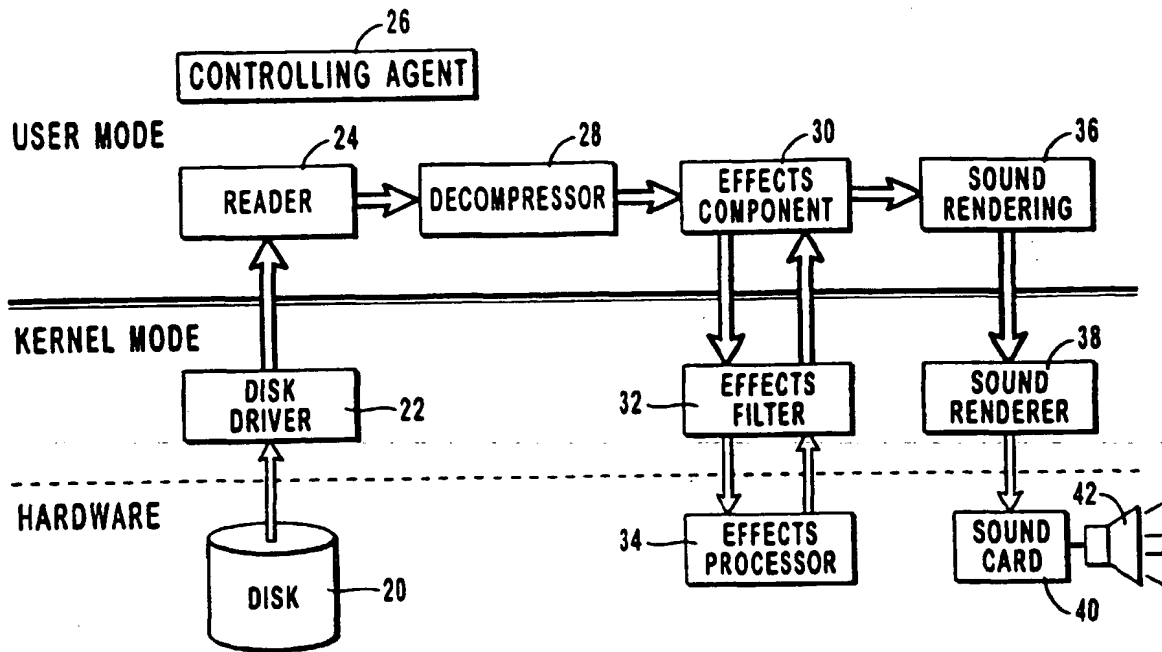 26
CONTROLLING AGENT
USER MODE
24
28
30
36
READER
DECOMPRESSOR
EFFECTS
COMPONENT
SOUND
RENDERING
KERNEL MODE
38
DISK
DRIVER
22
32
EFFECTS
FILTER
SOUND
RENDERER
HARDWARE
42
34
EFFECTS
PROCESSOR
SOUND
CARD
DISK
20
40